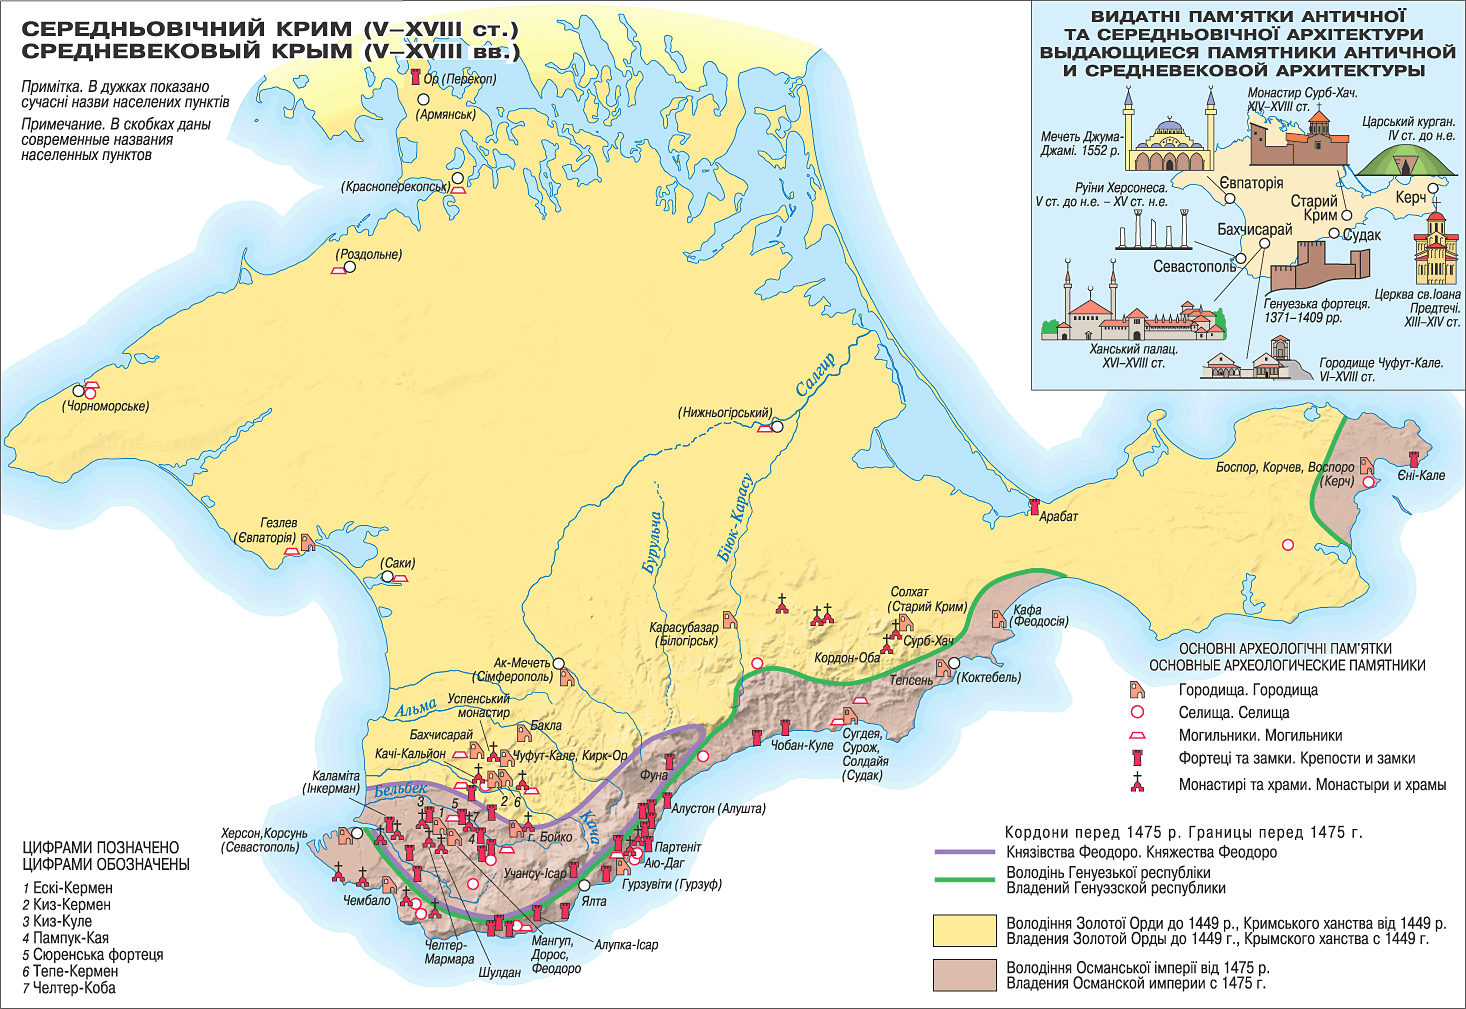 СЕРЕДНЬОВІЧНИЙ КРИМ (V–XVIII ст.)
СРЕДНЕВЕКОВЫЙ КРЫМ (V–XVIII вв.)
Примітка. В дужках показано
сучасні назви населених пунктів
Примечание. В скобках даны
современные названия
населенных пунктов
ВИДАТНІ ПАМ'ЯТКИ АНТИЧНОЇ
ТА СЕРЕДНЬОВІЧНОЇ АРХІТЕКТУРИ
ВЫДАЮЩИЕСЯ ПАМЯТНИКИ АНТИЧНОЙ
И СРЕДНЕВЕКОВОЙ АРХИТЕКТУРЫ
Монастир Сурб-Хач.
XIV–XVIII ст.
Царський курган.
IV ст. до н.е.
Мечеть Джума-
Джамі. 1552 р.
Руїни Херсонеса.
V ст. до н.е. – XV ст. н.е.
Євпаторія
Старий
Крим
Керч
Бахчисарай
Судак
Севастополь
Генуезька фортеця.
1371–1409 рр.
Церква св.Іоана
Предтечі.
XIII–XIV ст.
Ханський палац.
XVI–XVIII ст.
Городище Чуфут-Кале.
VI–XVIII ст.
Ор (Перекоп)
(Армянськ)
(Красноперекопськ)
(Роздольне)
(Чорноморське)
Салгир
(Нижньогірський)
Бурульча
Біюк-Карасу
Боспор, Корчев, Воспоро
(Керч)
Єні-Кале
Арабат
Гезлев
(Євпаторія)
(Саки)
Солхат
(Старий Крим)
Кафа
(Феодосія)
Карасубазар
(Білогірськ)
Сурб-Хач
Кордон-Оба
Тепсень
(Коктебель)
Ак-Мечеть
(Сімферополь)
Альма
Успенський
монастир
Бакла
Бахчисарай
Качі-Кальйон
Чуфут-Кале, Кирк-Ор
Чобан-Куле
Сугдея,
Сурож,
Солдайя
(Судак)
Каламіта
(Інкерман)
Бельбек
Фуна
Алустон (Алушта)
3
1
5
7
4
2
6
Кача
г. Бойко
Херсон,Корсунь
(Севастополь)
Партеніт
Аю-Даг
Учансу-Ісар
Гурзувіти (Гурзуф)
Чембало
Ялта
Челтер-
Мармара
Шулдан
Мангуп,
Дорос,
Феодоро
Алупка-Ісар
ЦИФРАМИ ПОЗНАЧЕНО
ЦИФРАМИ ОБОЗНАЧЕНЫ
1 Ескі-Кермен
2 Киз-Кермен
3 Киз-Куле
4 Пампук-Кая
5 Сюренська фортеця
6 Тепе-Кермен
7 Челтер-Коба
ОСНОВНІ АРХЕОЛОГІЧНІ ПАМ'ЯТКИ
ОСНОВНЫЕ АРХЕОЛОГИЧЕСКИЕ ПАМЯТНИКИ
Городища. Городища
Селища. Селища
Могильники. Могильники
Фортеці та замки. Крепости и замки
Монастирі та храми. Монастыри и храмы
Кордони перед 1475 р. Границы перед 1475 г.
Князівства Феодоро. Княжества Феодоро
Володінь Генуезької республіки
Владений Генуэзской республики
Володіння Золотої Орди до 1449 р., Кримського ханства від 1449 р.
Владения Золотой Орды до 1449 г., Крымского ханства с 1449 г.
Володіння Османської імперії від 1475 р.
Владения Османской империи с 1475 г.